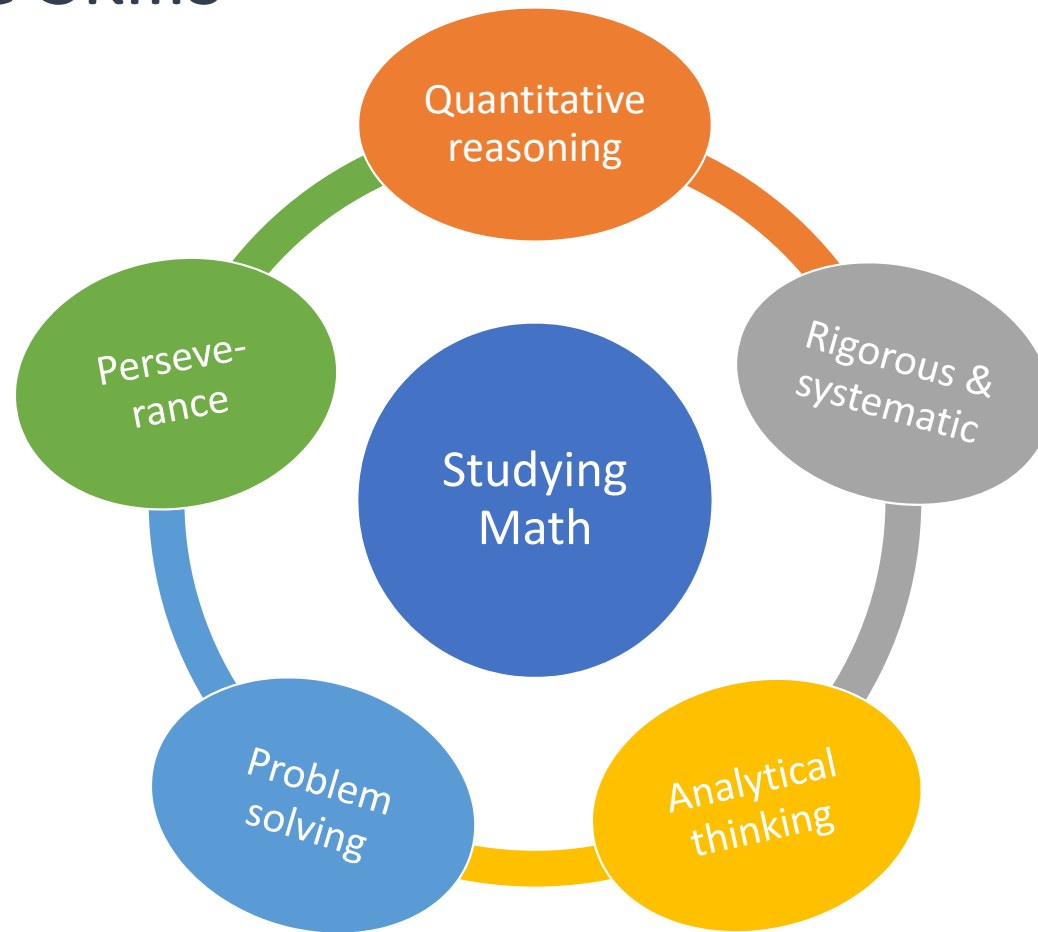 Quantitative
reasoning
Rigorous &
systematic
Analytical
thinking
Problem
solving
Perseve-
rance
Studying
Math